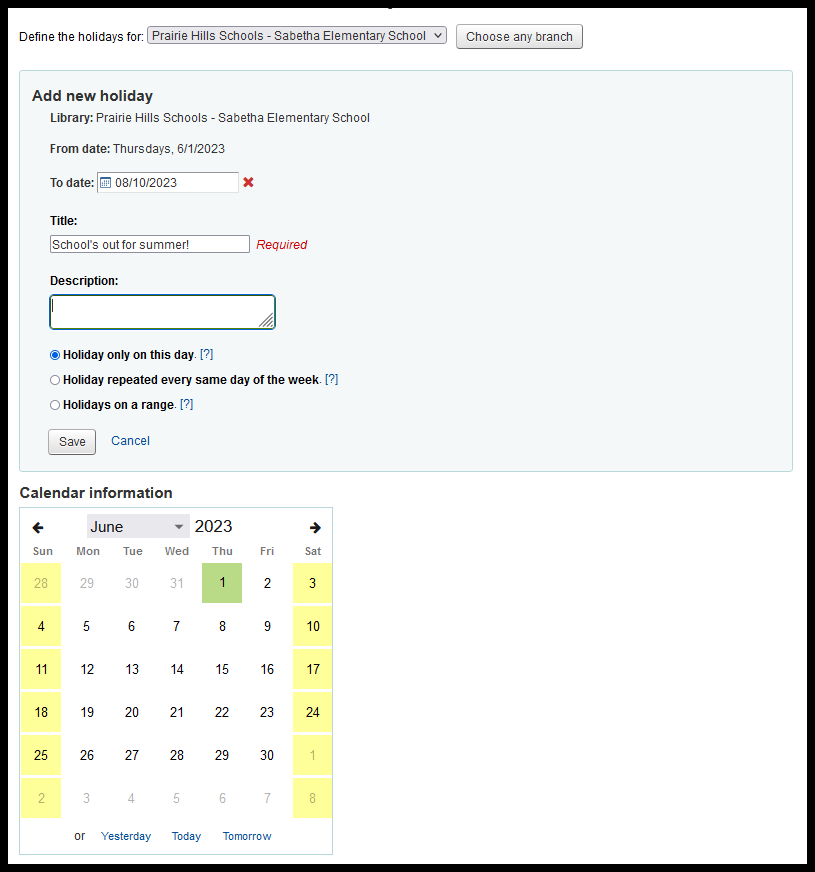 Define the holidays for: Prairie Hills Schools - Sabetha Elementary School Choose any branch
Add new holiday
Library: Prairie Hills Schools - Sabetha Elementary School
From date: Thursdays, 6/1/2023
To date: 08/10/2023
Title:
School's out for summer! Required
Description:
Holiday only on this day. [?]
Holiday repeated every same day of the week. [?]
Holidays on a range. [?]
Save Cancel
Calendar information
June 2023
Sun Mon Tue Wed Thu Fri Sat
28 29 30 31 1 2 3
4 5 6 7 8 9 10
11 12 13 14 15 16 17
18 19 20 21 22 23 24
25 26 27 28 29 30 1
2 3 4 5 6 7 8
or Yesterday Today Tomorrow